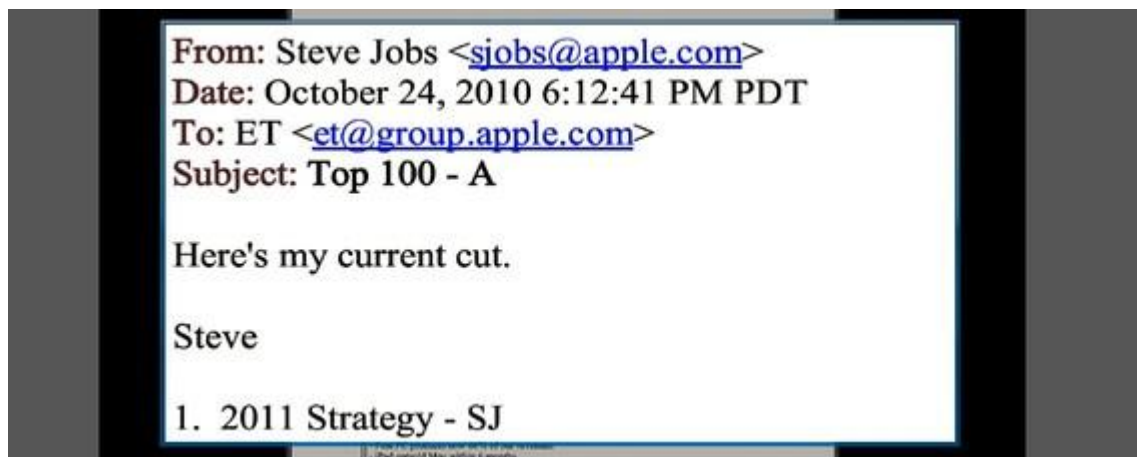 From: Steve Jobs <sjobs@apple.com>
Date: October 24, 2010 6:12:41 PM PDT
To: ET <et@group.apple.com>
Subject: Top 100 - A
Here's my current cut.
Steve
1. 2011 Strategy - SJ